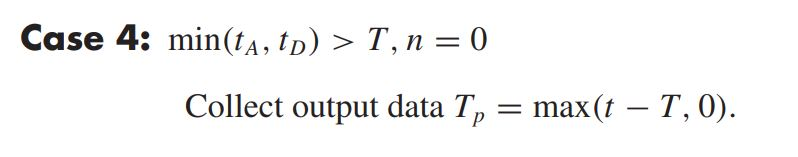 Case 4: min(t_A, t_D) > T, n = 0
Collect output data T_p = max(t − T, 0).